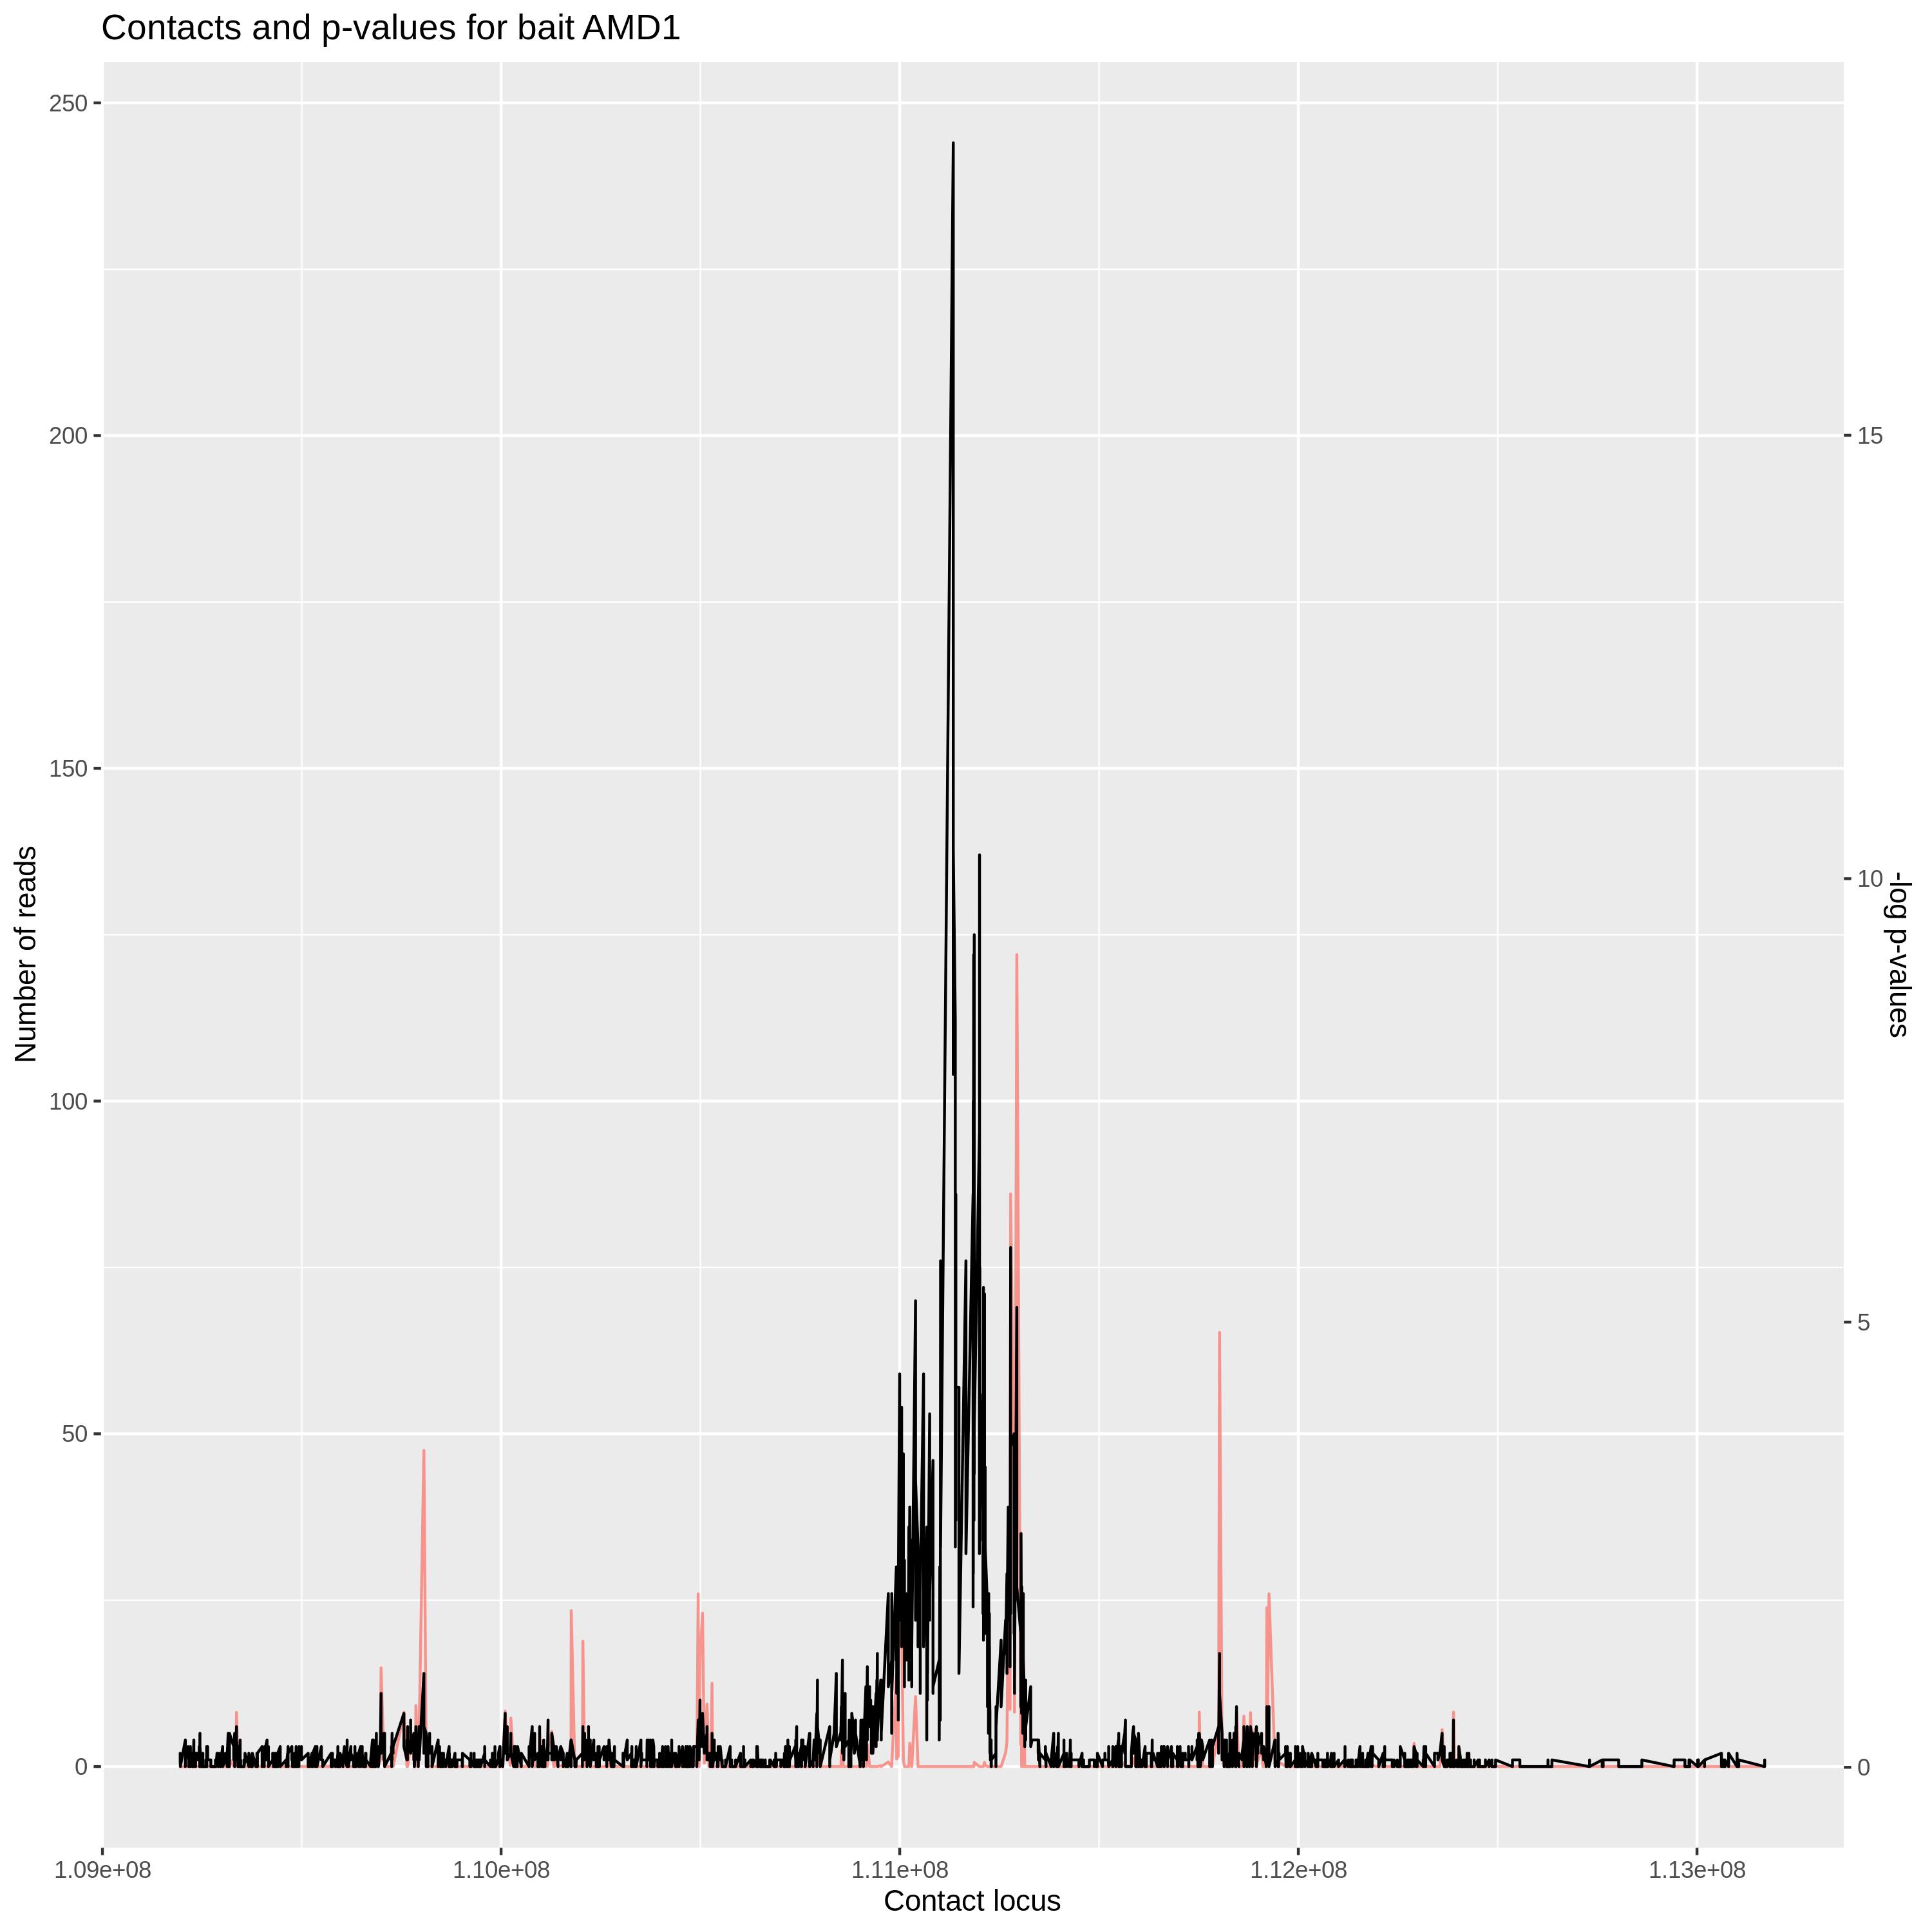 Contacts and p-values for bait AMD1
250
200
150
100
50
0
Number of reads
15
10
5
0
-log p-values
1.09e+08
1.10e+08
1.11e+08
1.12e+08
1.13e+08
Contact locus